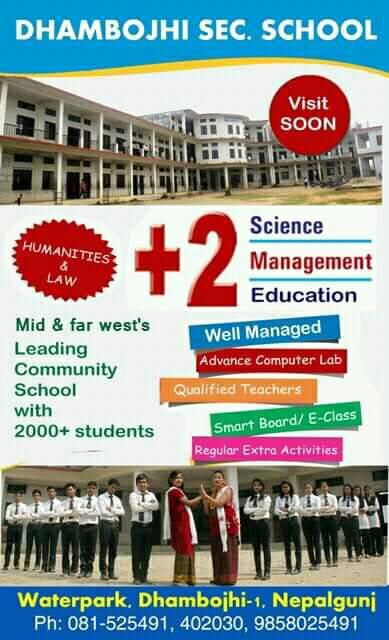 DHAMBOJHI SEC. SCHOOL
Visit
SOON
HUMANITIES
&
LAW
+2
Science
Management
Education
Mid & far west's
Leading
Community
School
with
2000+ students
Well Managed
Advance Computer Lab
Qualified Teachers
Smart Board/ E-Class
Regular Extra Activities
Waterpark, Dhambojhi-1, Nepalgunj
Ph: 081-525491, 402030, 9858025491